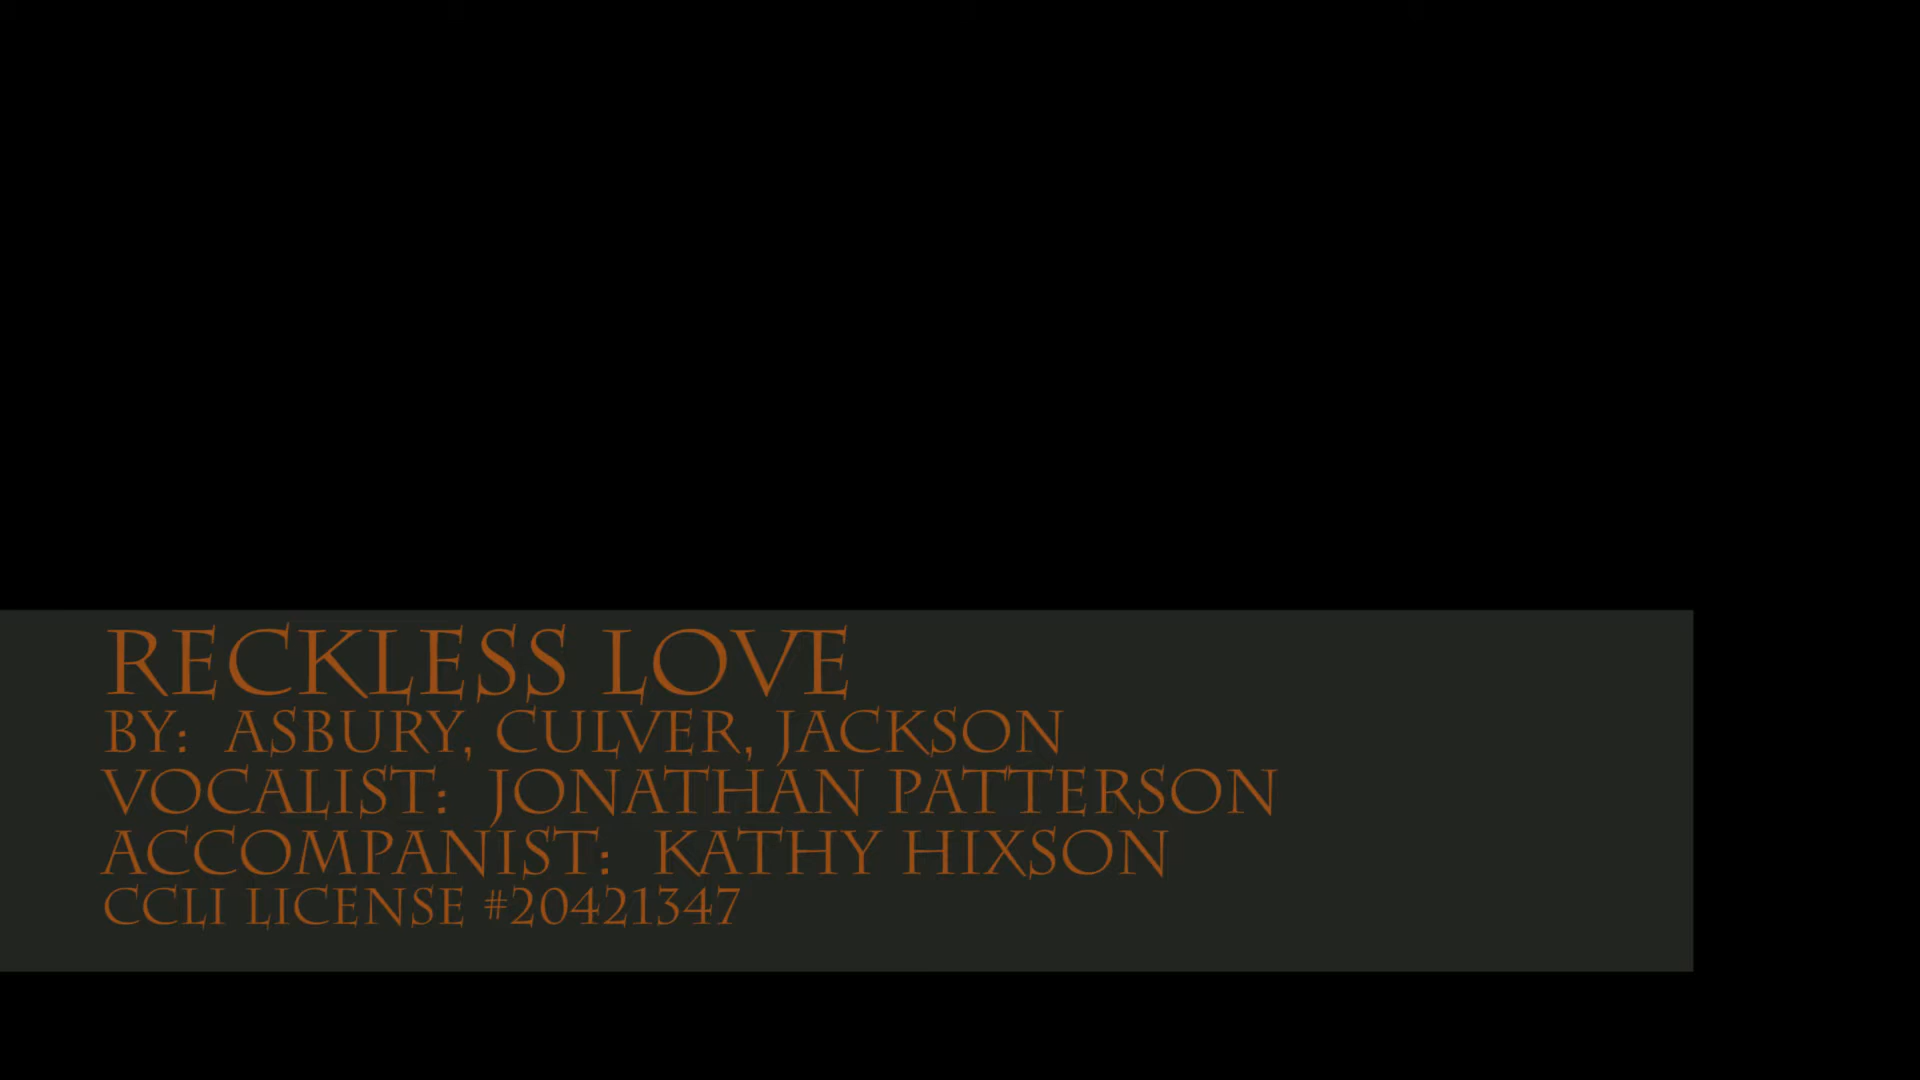 RECKLESS LOVE
BY: ASBURY, CULVER, JACKSON
VOCALIST: JONATHAN PATTERSON
ACCOMPANIST: KATHY HIXSON
CCLI LICENSE #20421347